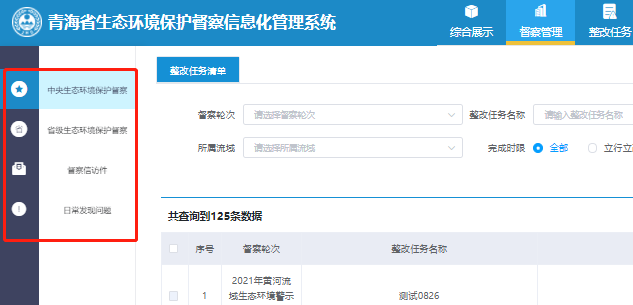 青海省生态环境保护督察信息化管理系统
综合展示
督察管理
整改任务
中央生态环境保护督察
省
省级生态环境保护督察
督察信访件
日常发现问题
整改任务清单
督察轮次 请选择督察轮次 整改任务名称 请输入整改任务名称
所属流域 请选择所属流域 完成时限 全部 立行立
共查询到125条数据
序号 督察轮次 整改任务名称
1 2021年黄河流 测试0826
域生态环境警示